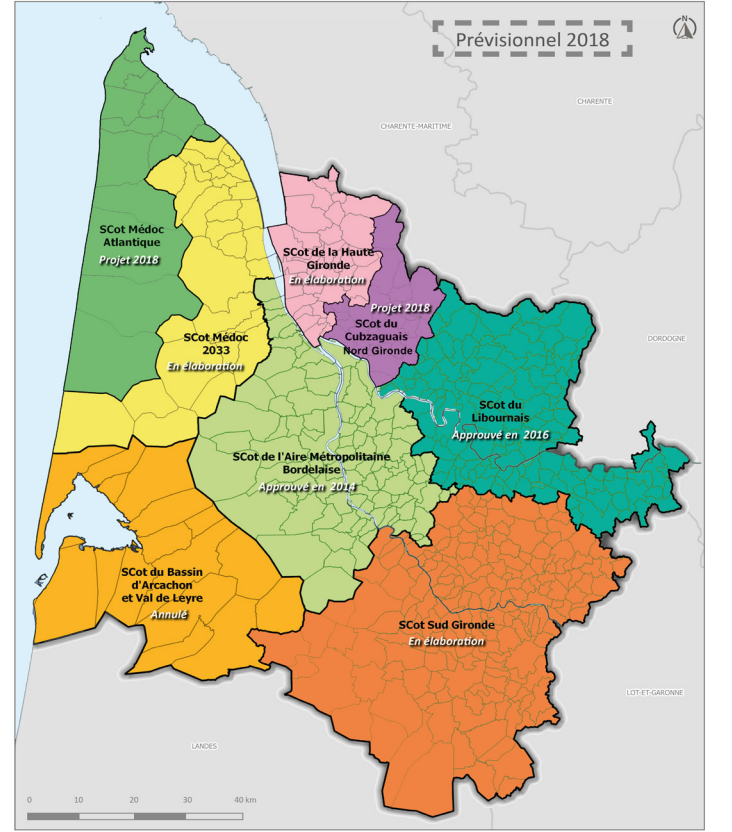 N
Prévisionnel 2018
CHARENTE
CHARENTE-MARITIME
SCot Médoc
Atlantique
Projet 2018
SCot de la Haute
Gironde
En élaboration
Projet 2018
SCot du
Cubzaguais
Nord Gironde
SCot Médoc
2033
En élaboration
DORDOGNE
SCot du
Libournais
Approuvé en 2016
SCot de l'Aire Métropolitaine
Bordelaise
Approuvé en 2014
SCot du Bassin
d'Arcachon
et Val de Leyre
Annulé
SCot Sud Gironde
En élaboration
LOT-ET-GARONNE
LANDES
0 10 20 30 40 km